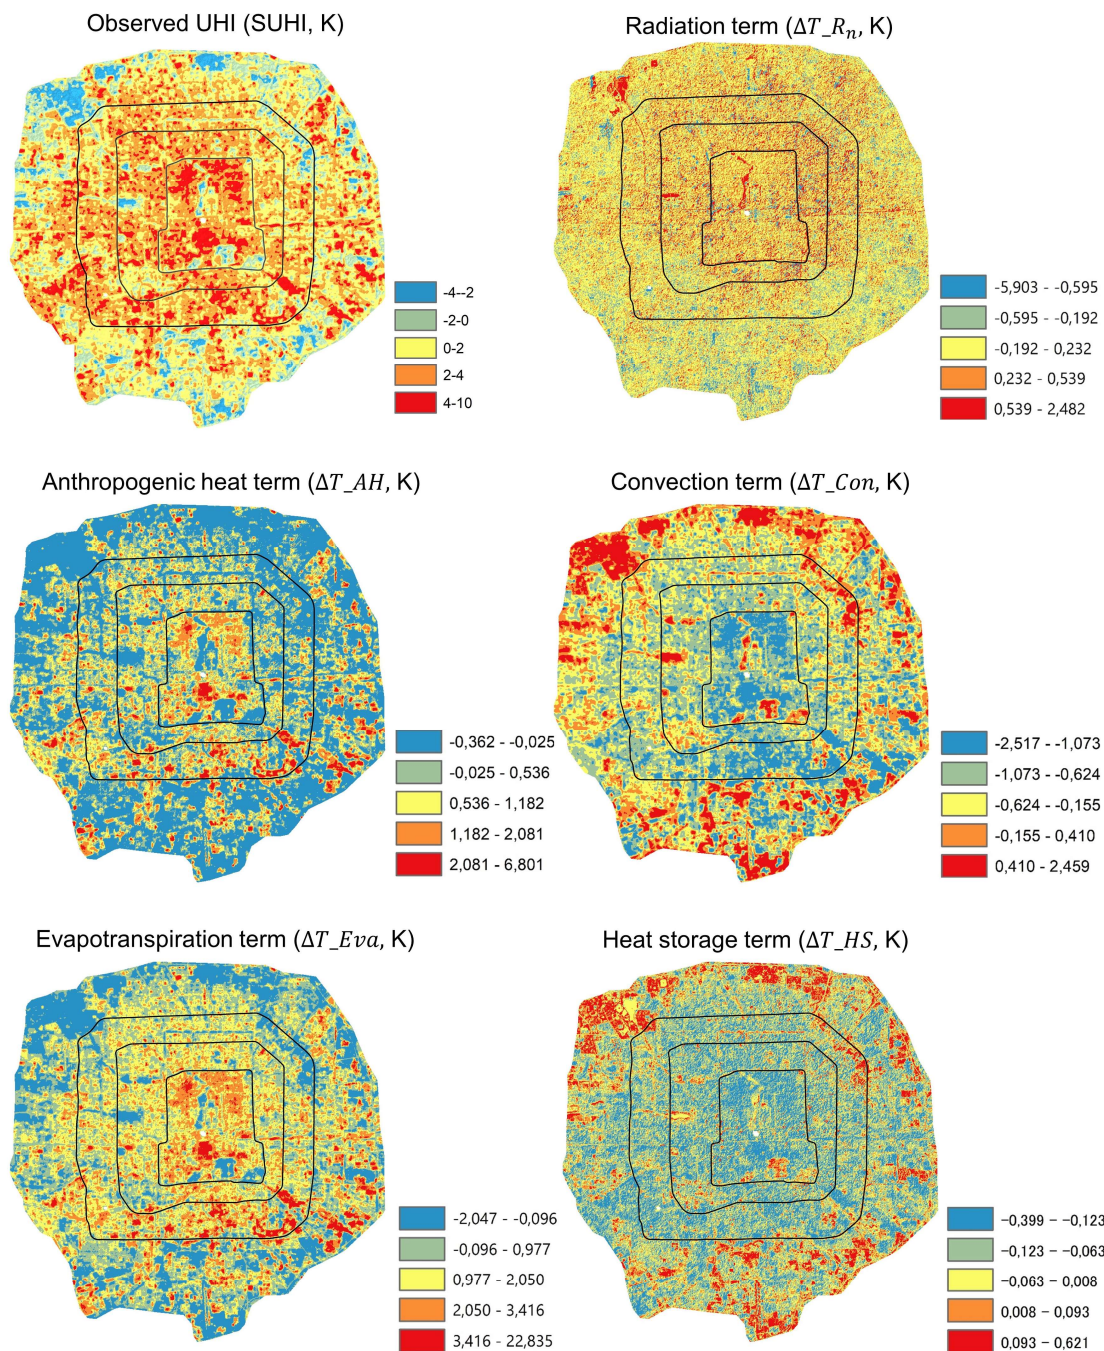 Observed UHI (SUHI, K)
-4--2
-2-0
0-2
2-4
4-10
Radiation term (ΔT_Rₙ, K)
-5,903 - -0,595
-0,595 - -0,192
-0,192 - 0,232
0,232 - 0,539
0,539 - 2,482
Anthropogenic heat term (ΔT_AH, K)
-0,362 - -0,025
-0,025 - 0,536
0,536 - 1,182
1,182 - 2,081
2,081 - 6,801
Convection term (ΔT_Con, K)
-2,517 - -1,073
-1,073 - -0,624
-0,624 - -0,155
-0,155 - 0,410
0,410 - 2,459
Evapotranspiration term (ΔT_Eva, K)
-2,047 - -0,096
-0,096 - 0,977
0,977 - 2,050
2,050 - 3,416
3,416 - 22,835
Heat storage term (ΔT_HS, K)
−0,399 − −0,123
−0,123 − −0,063
−0,063 − 0,008
0,008 − 0,093
0,093 − 0,621